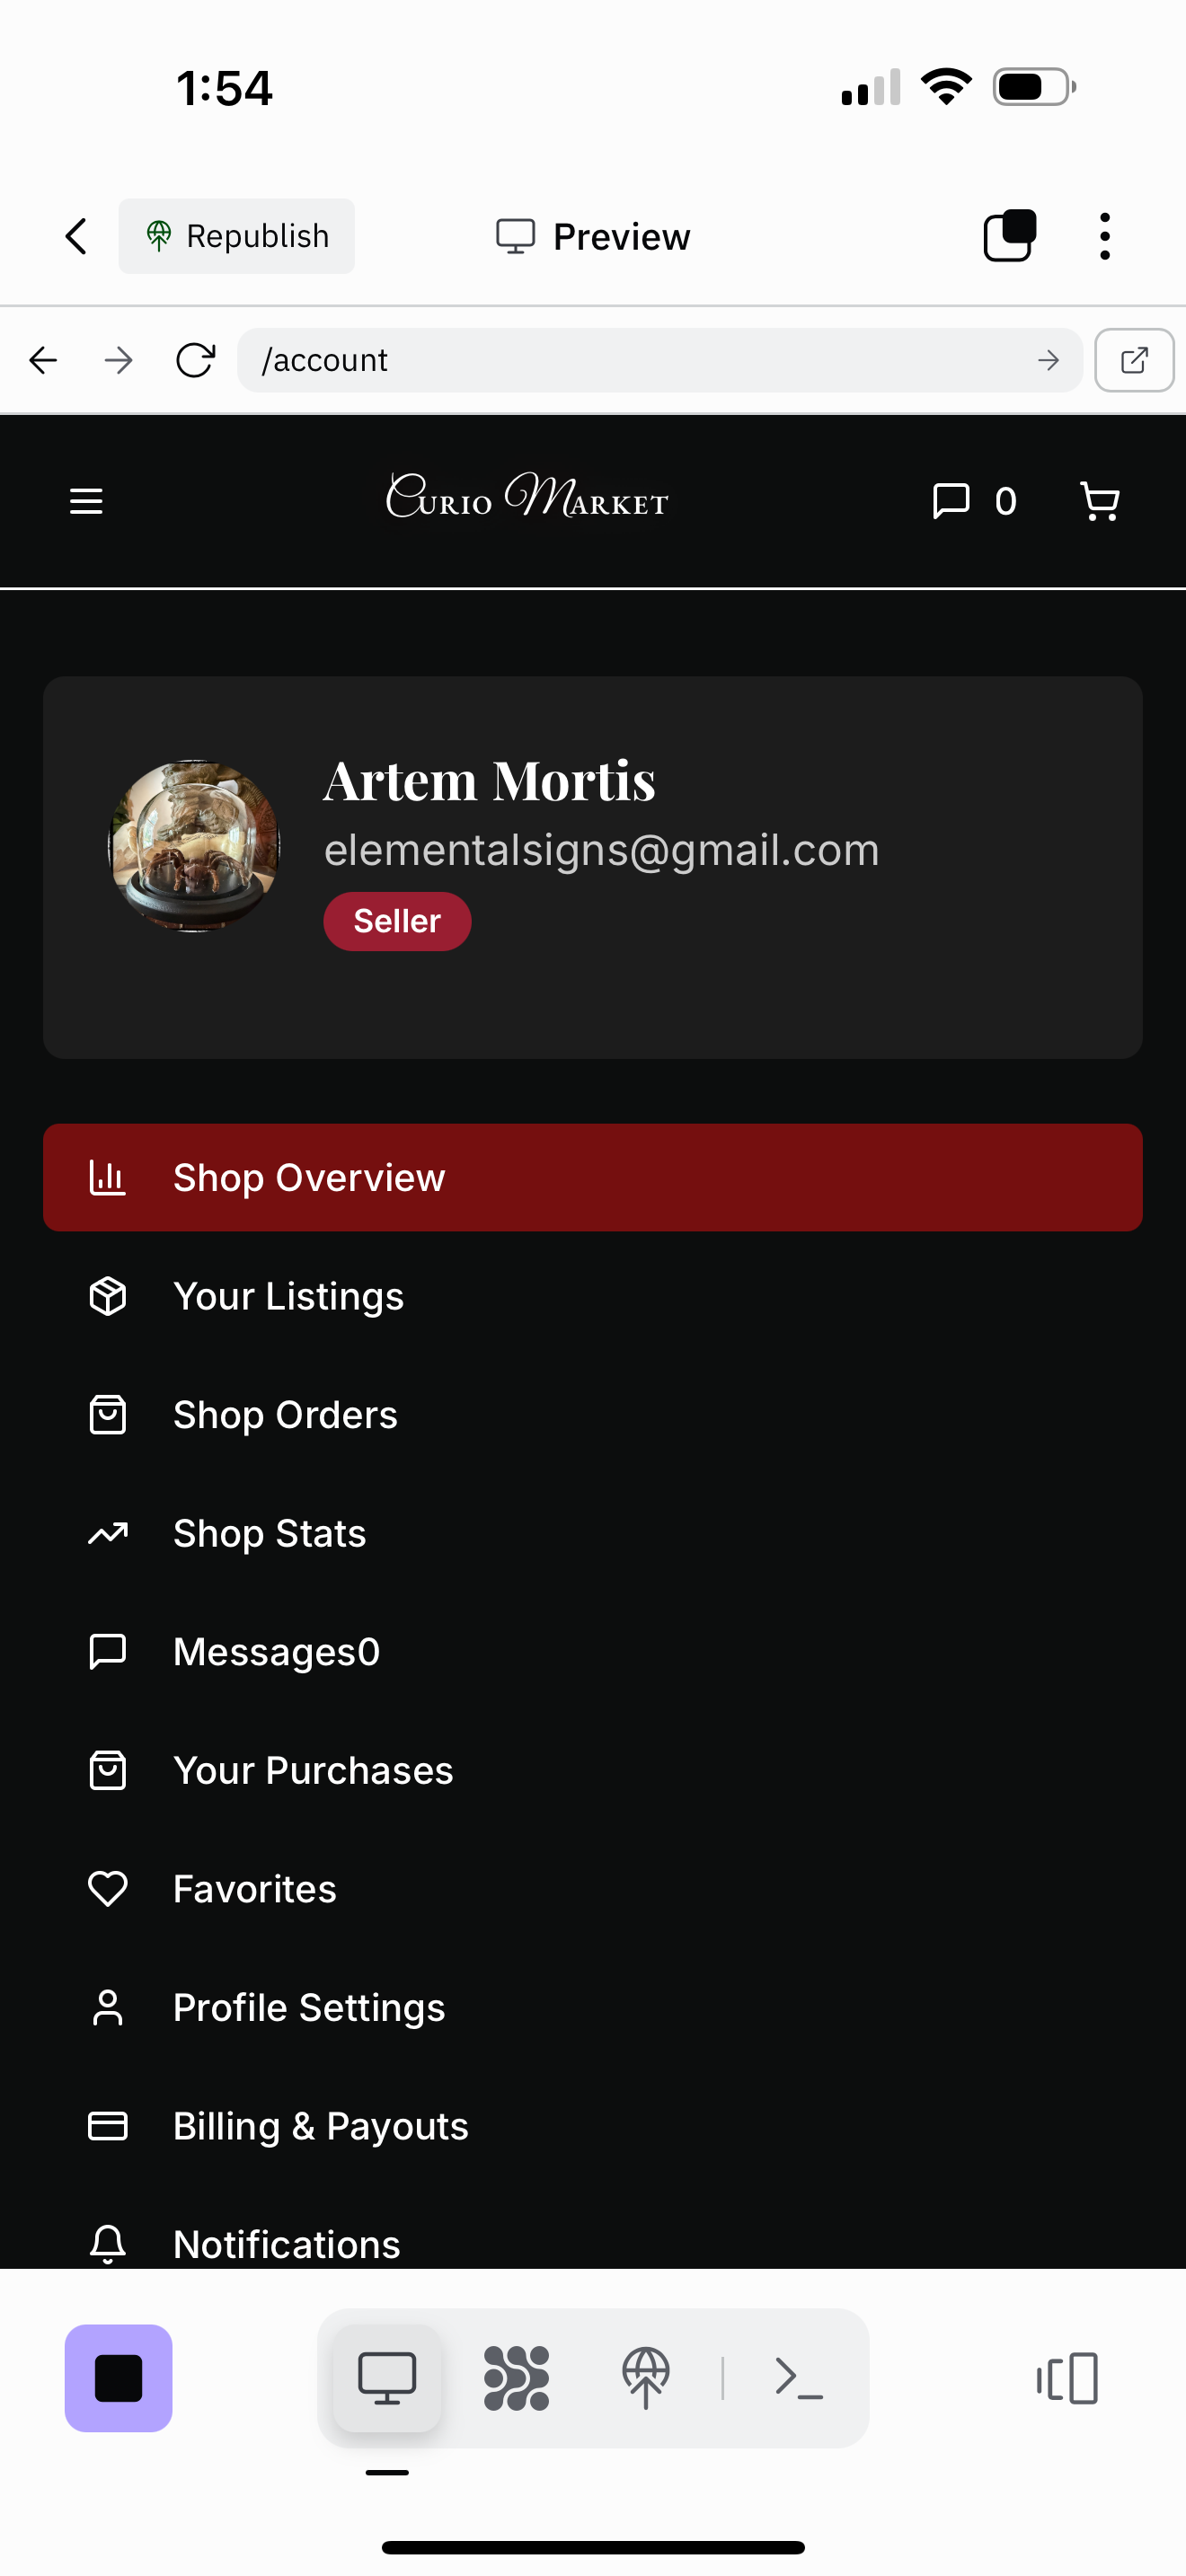 1:54
Republish
Preview
/account
Curio Market
0
Artem Mortis
elementalsigns@gmail.com
Seller
Shop Overview
Your Listings
Shop Orders
Shop Stats
Messages0
Your Purchases
Favorites
Profile Settings
Billing & Payouts
Notifications